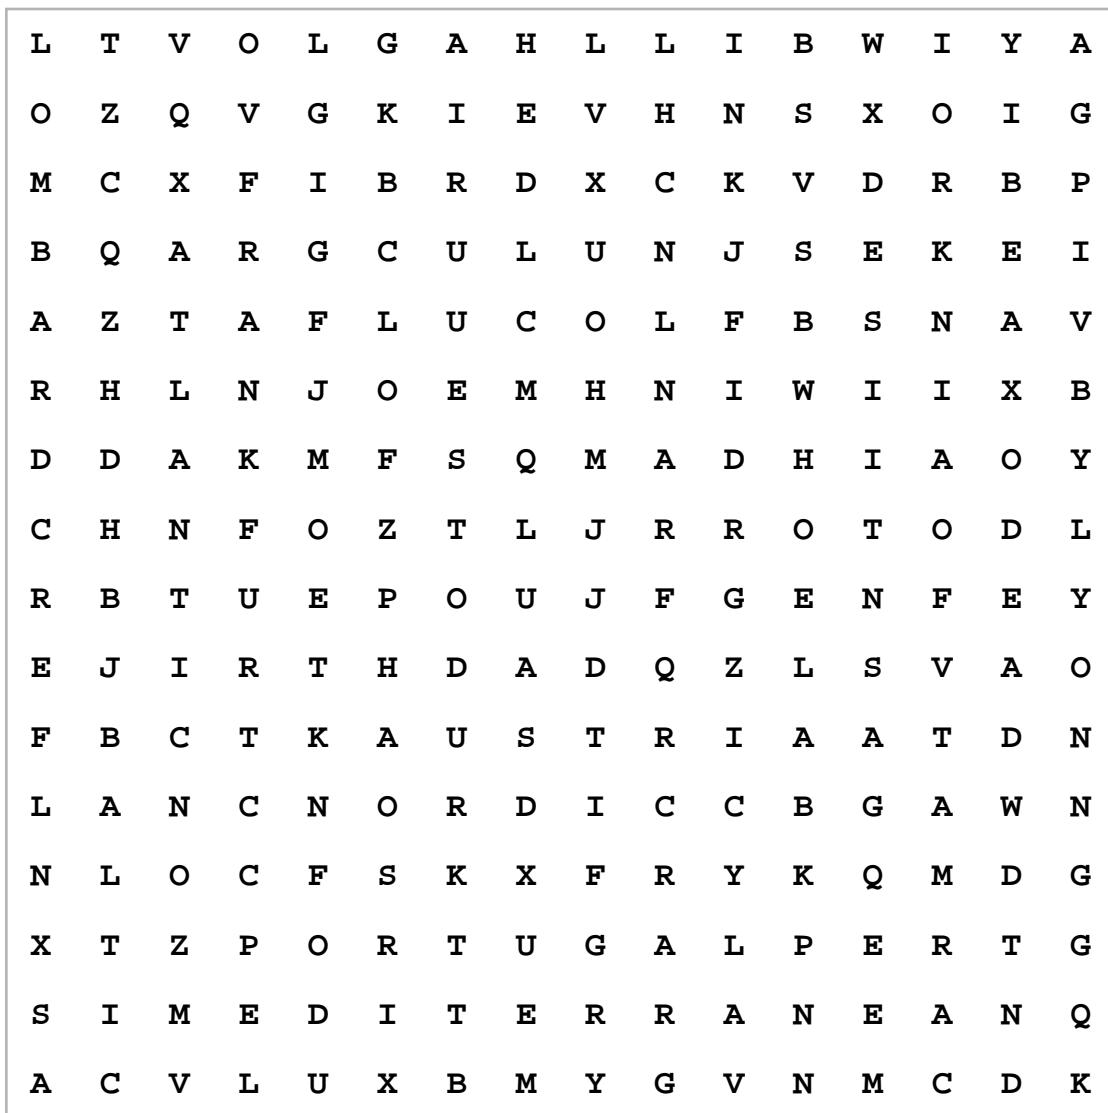 L T V O L G A H L L I B W I Y A
O Z Q V G K I E V H N S X O I G
M C X F I B R D X C K V D R B P
B Q A R G C U L U N J S E K E I
A Z T A F L U C O L F B S N A V
R H L N J O E M H N I W I I X B
D D A K M F S Q M A D H I A O Y
C H N F O Z T L J R R O T O D L
R B T U E P O U J F G E N F E Y
E J I R T H D A D Q Z L S V A O
F B C T K A U S T R I A A T D N
L A N C N O R D I C C B G A W N
N L O C F S K X F R Y K Q M D G
X T Z P O R T U G A L P E R T G
S I M E D I T E R R A N E A N Q
A C V L U X B M Y G V N M C D K